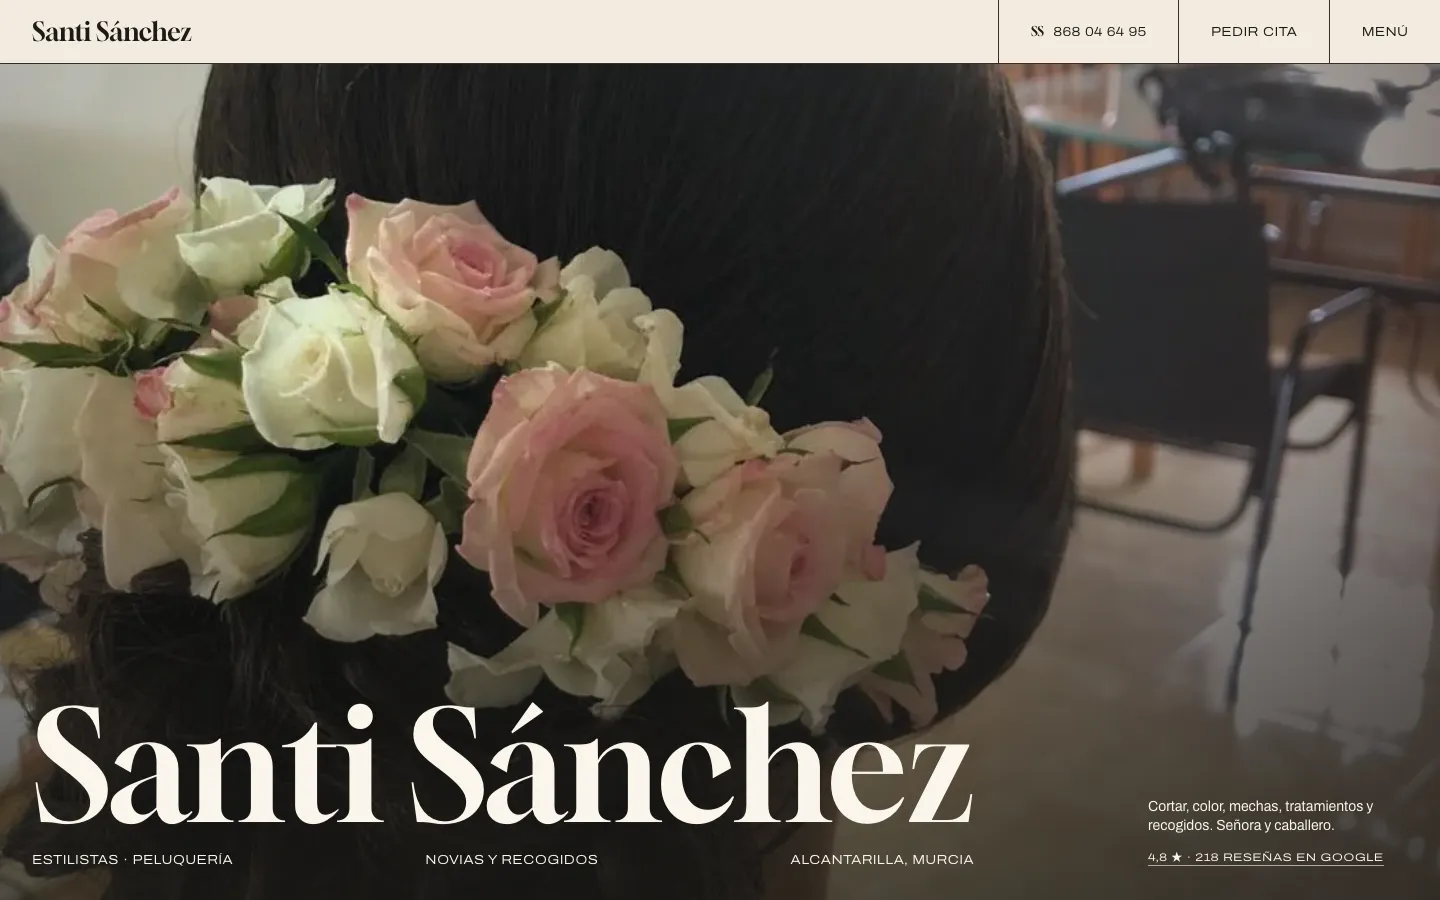 Santi Sánchez
SS 868 04 64 95
PEDIR CITA
MENÚ
Santi Sánchez
ESTILISTAS · PELUQUERÍA
NOVIAS Y RECOGIDOS
ALCANTARILLA, MURCIA
Cortar, color, mechas, tratamientos y
recogidos. Señora y caballero.
4,8 ★ · 218 RESEÑAS EN GOOGLE